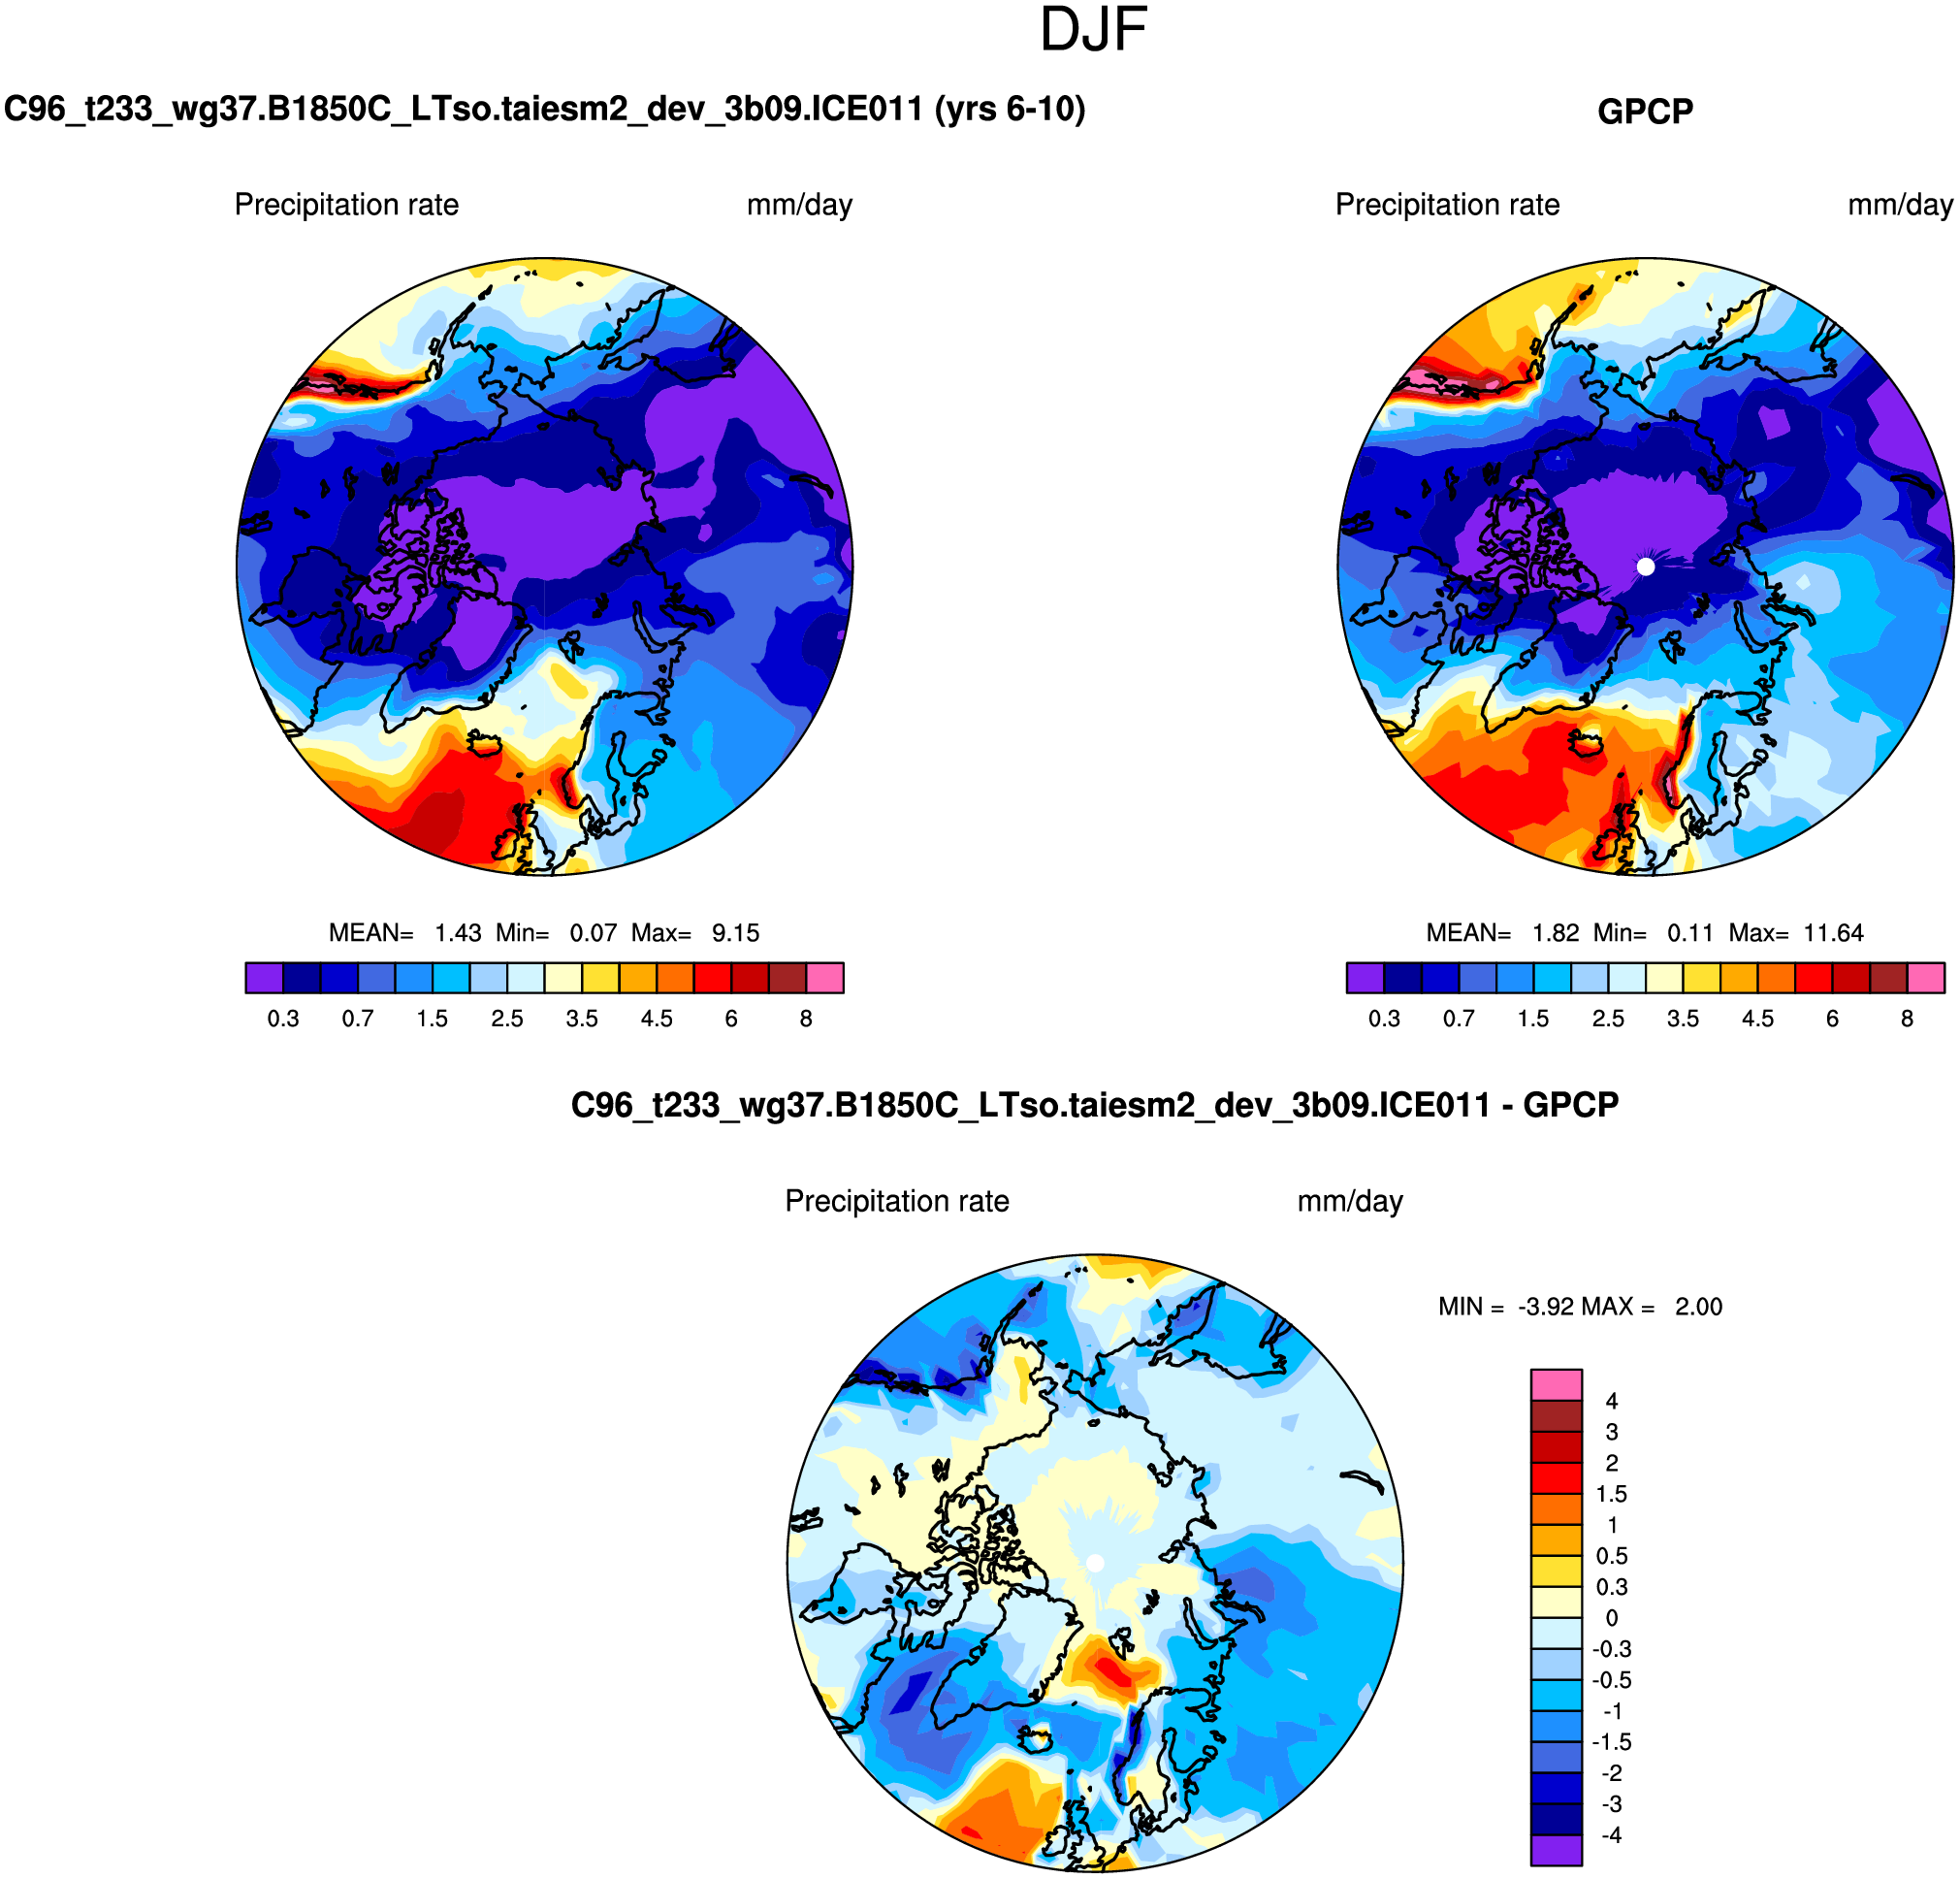 DJF
C96_t233_wg37.B1850C_LTso.taiesm2_dev_3b09.ICE011 (yrs 6-10)
GPCP
Precipitation rate mm/day
Precipitation rate mm/day
MEAN= 1.43 Min= 0.07 Max= 9.15
MEAN= 1.82 Min= 0.11 Max= 11.64
0.3 0.7 1.5 2.5 3.5 4.5 6 8
0.3 0.7 1.5 2.5 3.5 4.5 6 8
C96_t233_wg37.B1850C_LTso.taiesm2_dev_3b09.ICE011 - GPCP
Precipitation rate mm/day
MIN = -3.92 MAX = 2.00
4
3
2
1.5
1
0.5
0.3
0
-0.3
-0.5
-1
-1.5
-2
-3
-4